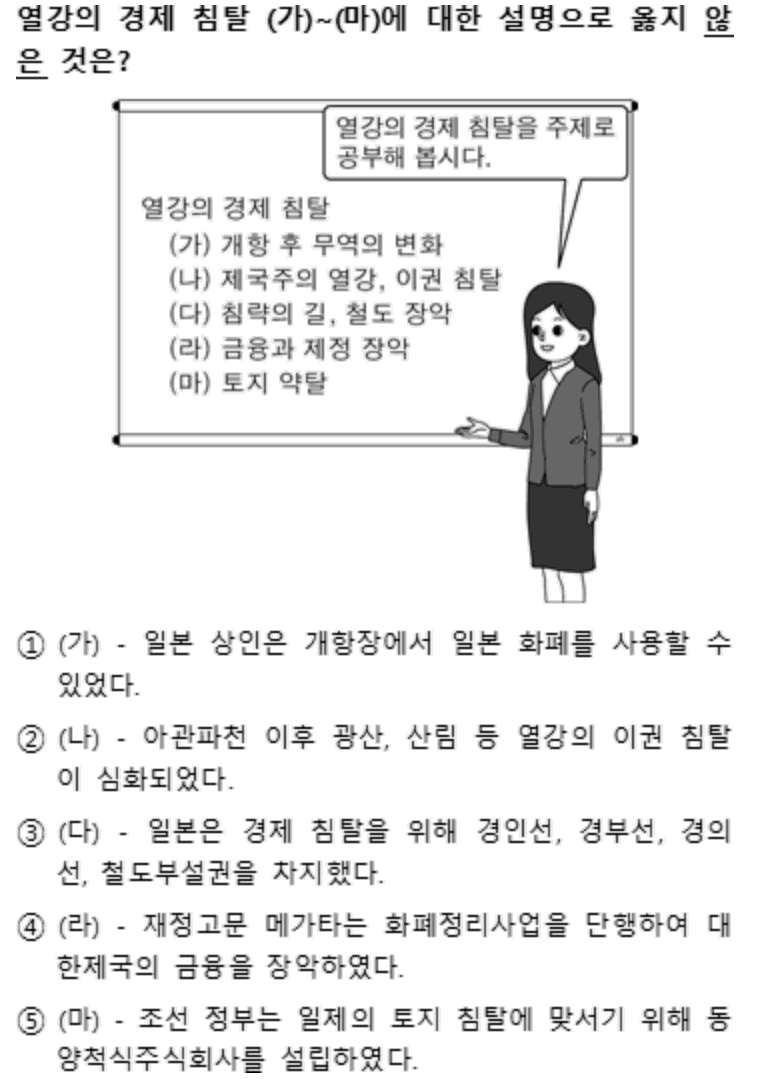 열강의 경제 침탈 (가)~(마)에 대한 설명으로 옳지 않
은 것은?
열강의 경제 침탈을 주제로
공부해 봅시다.
열강의 경제 침탈
(가) 개항 후 무역의 변화
(나) 제국주의 열강, 이권 침탈
(다) 침략의 길, 철도 장악
(라) 금융과 제정 장악
(마) 토지 약탈
① (가) - 일본 상인은 개항장에서 일본 화폐를 사용할 수
있었다.
② (나) - 아관파천 이후 광산, 산림 등 열강의 이권 침탈
이 심화되었다.
③ (다) - 일본은 경제 침탈을 위해 경인선, 경부선, 경의
선, 철도부설권을 차지했다.
④ (라) - 재정고문 메가타는 화폐정리사업을 단행하여 대
한제국의 금융을 장악하였다.
⑤ (마) - 조선 정부는 일제의 토지 침탈에 맞서기 위해 동
양척식주식회사를 설립하였다.